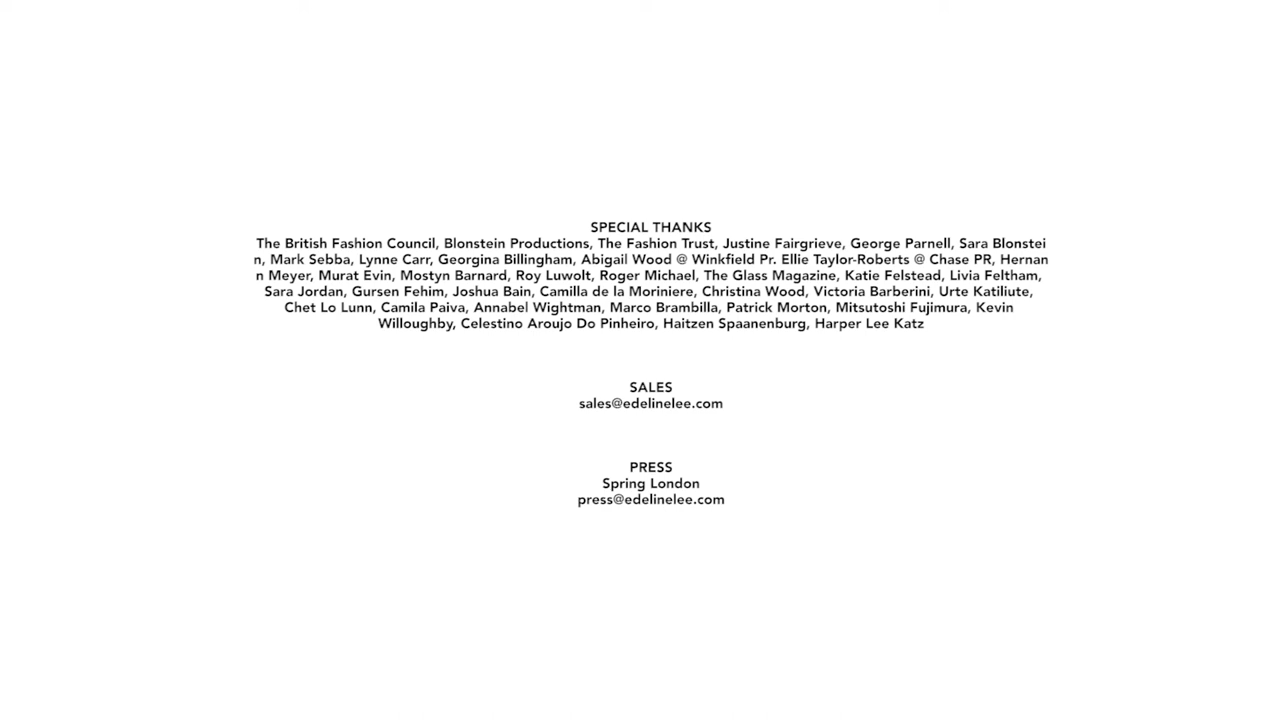 SPECIAL THANKS
The British Fashion Council, Blonstein Productions, The Fashion Trust, Justine Fairgrieve, George Parnell, Sara Blonstei
n, Mark Sebba, Lynne Carr, Georgina Billingham, Abigail Wood @ Winkfield Pr. Ellie Taylor-Roberts @ Chase PR, Hernan
n Meyer, Murat Evin, Mostyn Barnard, Roy Luwolt, Roger Michael, The Glass Magazine, Katie Felstead, Livia Feltham,
Sara Jordan, Gursen Fehim, Joshua Bain, Camilla de la Moriniere, Christina Wood, Victoria Barberini, Urte Katiliute,
Chet Lo Lunn, Camila Paiva, Annabel Wightman, Marco Brambilla, Patrick Morton, Mitsutoshi Fujimura, Kevin
Willoughby, Celestino Aroujo Do Pinheiro, Haitzen Spaanenburg, Harper Lee Katz
SALES
sales@edelinelee.com
PRESS
Spring London
press@edelinelee.com